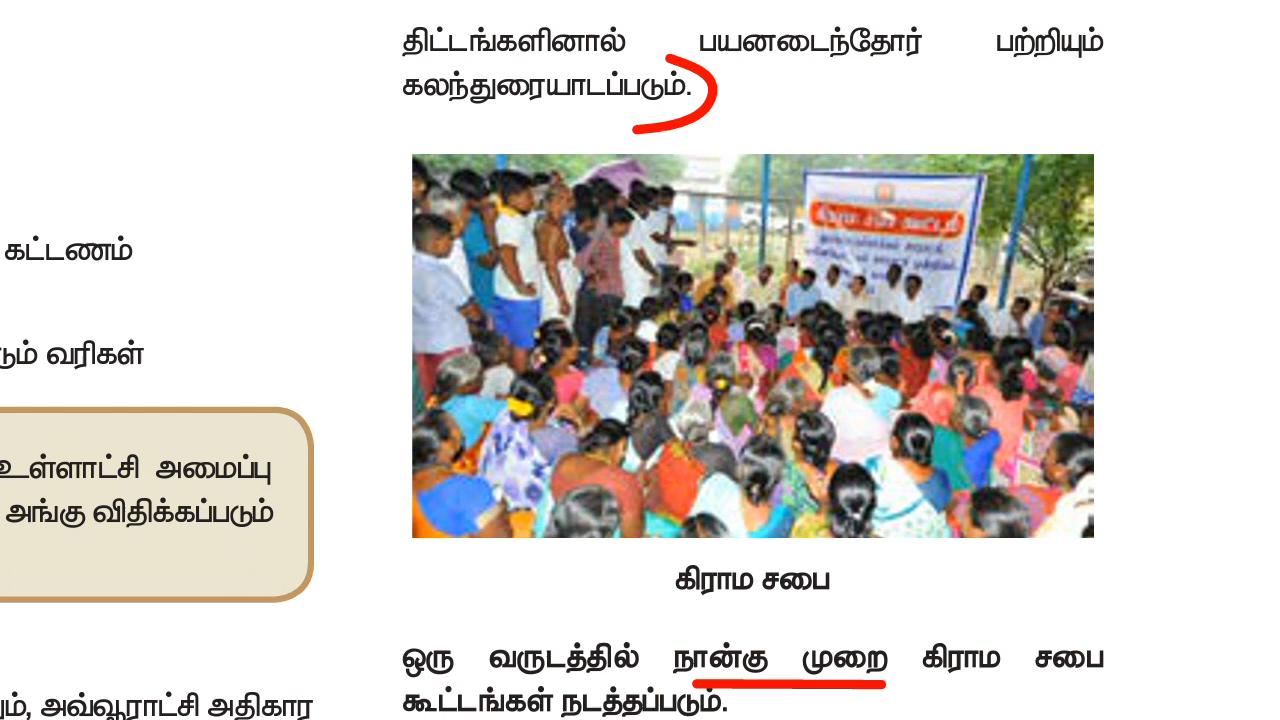 கட்டணம்
வரிகள்
உள்ளாட்சி அமைப்பு
அங்கு விதிக்கப்படும்
அவ்வூராட்சி அதிகார
திட்டங்களினால் பயனடைந்தோர் பற்றியும்
கலந்துரையாடப்படும்.
கிராம சபை
ஒரு வருடத்தில் நான்கு முறை கிராம சபை
கூட்டங்கள் நடத்தப்படும்.